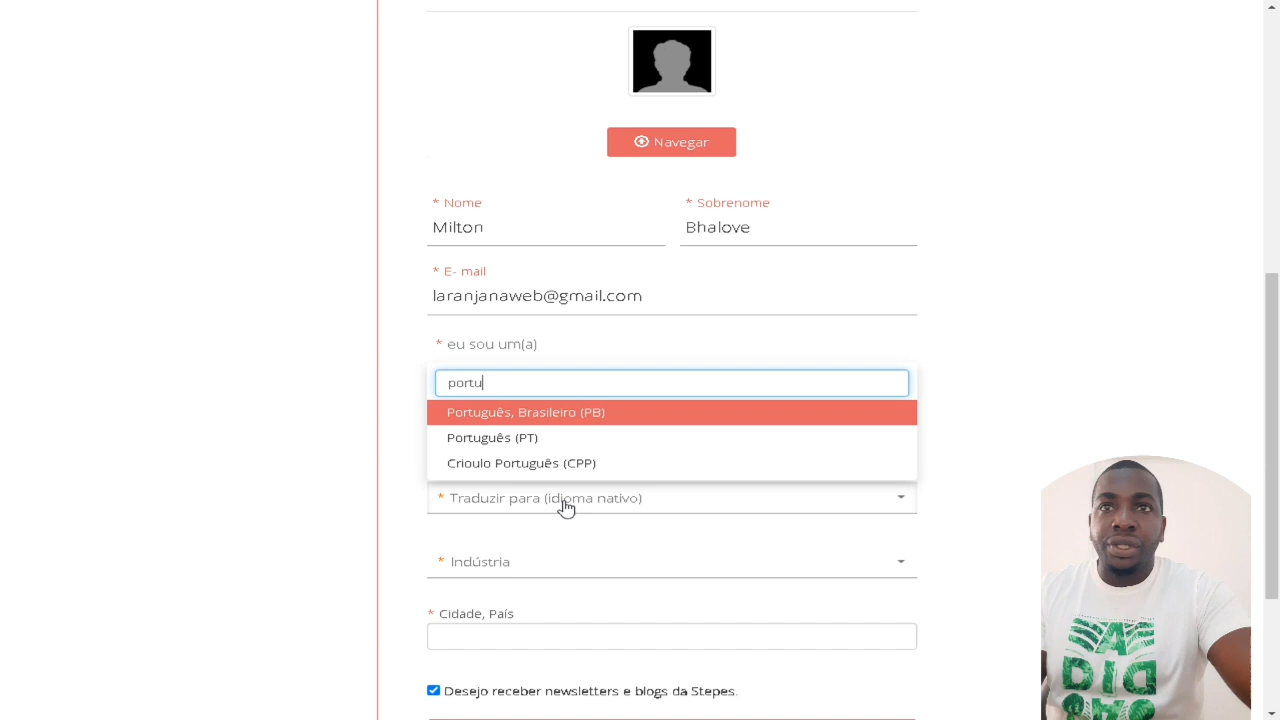 Navegar
* Nome
* Sobrenome
Milton
Bhalove
* E- mail
laranjanaweb@gmail.com
* eu sou um(a)
portu
Português, Brasileiro (PB)
Português (PT)
Crioulo Português (CPP)
* Traduzir para (idioma nativo)
* Indústria
* Cidade, País
Desejo receber newsletters e blogs da Stepes.